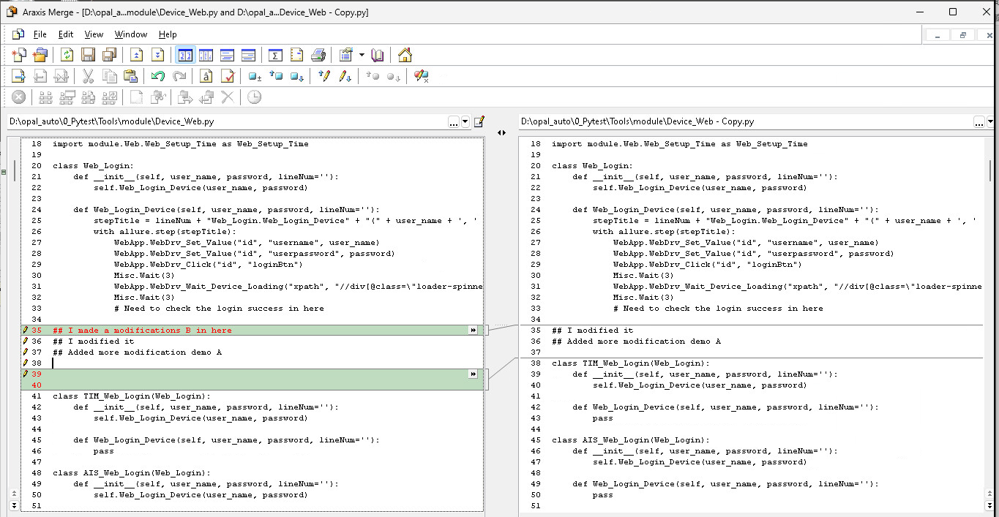 Araxis Merge - [D:\opal_a...module\Device_Web.py and D:\opal_a...Device_Web - Copy.py]
File Edit View Window Help
D:\opal_auto\0_Pytest\Tools\module\Device_Web.py
18 import module.Web.Web_Setup_Time as Web_Setup_Time
19
20 class Web_Login:
21     def __init__(self, user_name, password, lineNum=''):
22         self.Web_Login_Device(user_name, password)
23
24     def Web_Login_Device(self, user_name, password, lineNum=''):
25         stepTitle = lineNum + "Web_Login.Web_Login_Device" + "(" + user_name + ', '
26         with allure.step(stepTitle):
27             WebApp.WebDrv_Set_Value("id", "username", user_name)
28             WebApp.WebDrv_Set_Value("id", "userpassword", password)
29             WebApp.WebDrv_Click("id", "loginBtn")
30             Misc.Wait(3)
31             WebApp.WebDrv_Wait_Device_Loading("xpath", "//div[@class=\"loader-spinne
32             Misc.Wait(3)
33             # Need to check the login success in here
34
35 ## I made a modifications B in here
36 ## I modified it
37 ## Added more modification demo A
38
39
40
41 class TIM_Web_Login(Web_Login):
42     def __init__(self, user_name, password, lineNum=''):
43         self.Web_Login_Device(user_name, password)
44
45     def Web_Login_Device(self, user_name, password, lineNum=''):
46         pass
47
48 class AIS_Web_Login(Web_Login):
49     def __init__(self, user_name, password, lineNum=''):
50         self.Web_Login_Device(user_name, password)
51
D:\opal_auto\0_Pytest\Tools\module\Device_Web - Copy.py
18 import module.Web.Web_Setup_Time as Web_Setup_Time
19
20 class Web_Login:
21     def __init__(self, user_name, password, lineNum=''):
22         self.Web_Login_Device(user_name, password)
23
24     def Web_Login_Device(self, user_name, password, lineNum=''):
25         stepTitle = lineNum + "Web_Login.Web_Login_Device" + "(" + user_name + ', '
26         with allure.step(stepTitle):
27             WebApp.WebDrv_Set_Value("id", "username", user_name)
28             WebApp.WebDrv_Set_Value("id", "userpassword", password)
29             WebApp.WebDrv_Click("id", "loginBtn")
30             Misc.Wait(3)
31             WebApp.WebDrv_Wait_Device_Loading("xpath", "//div[@class=\"loader-spinne
32             Misc.Wait(3)
33             # Need to check the login success in here
34
35 ## I modified it
36 ## Added more modification demo A
37
38 class TIM_Web_Login(Web_Login):
39     def __init__(self, user_name, password, lineNum=''):
40         self.Web_Login_Device(user_name, password)
41
42     def Web_Login_Device(self, user_name, password, lineNum=''):
43         pass
44
45 class AIS_Web_Login(Web_Login):
46     def __init__(self, user_name, password, lineNum=''):
47         self.Web_Login_Device(user_name, password)
48
49     def Web_Login_Device(self, user_name, password, lineNum=''):
50         pass
51